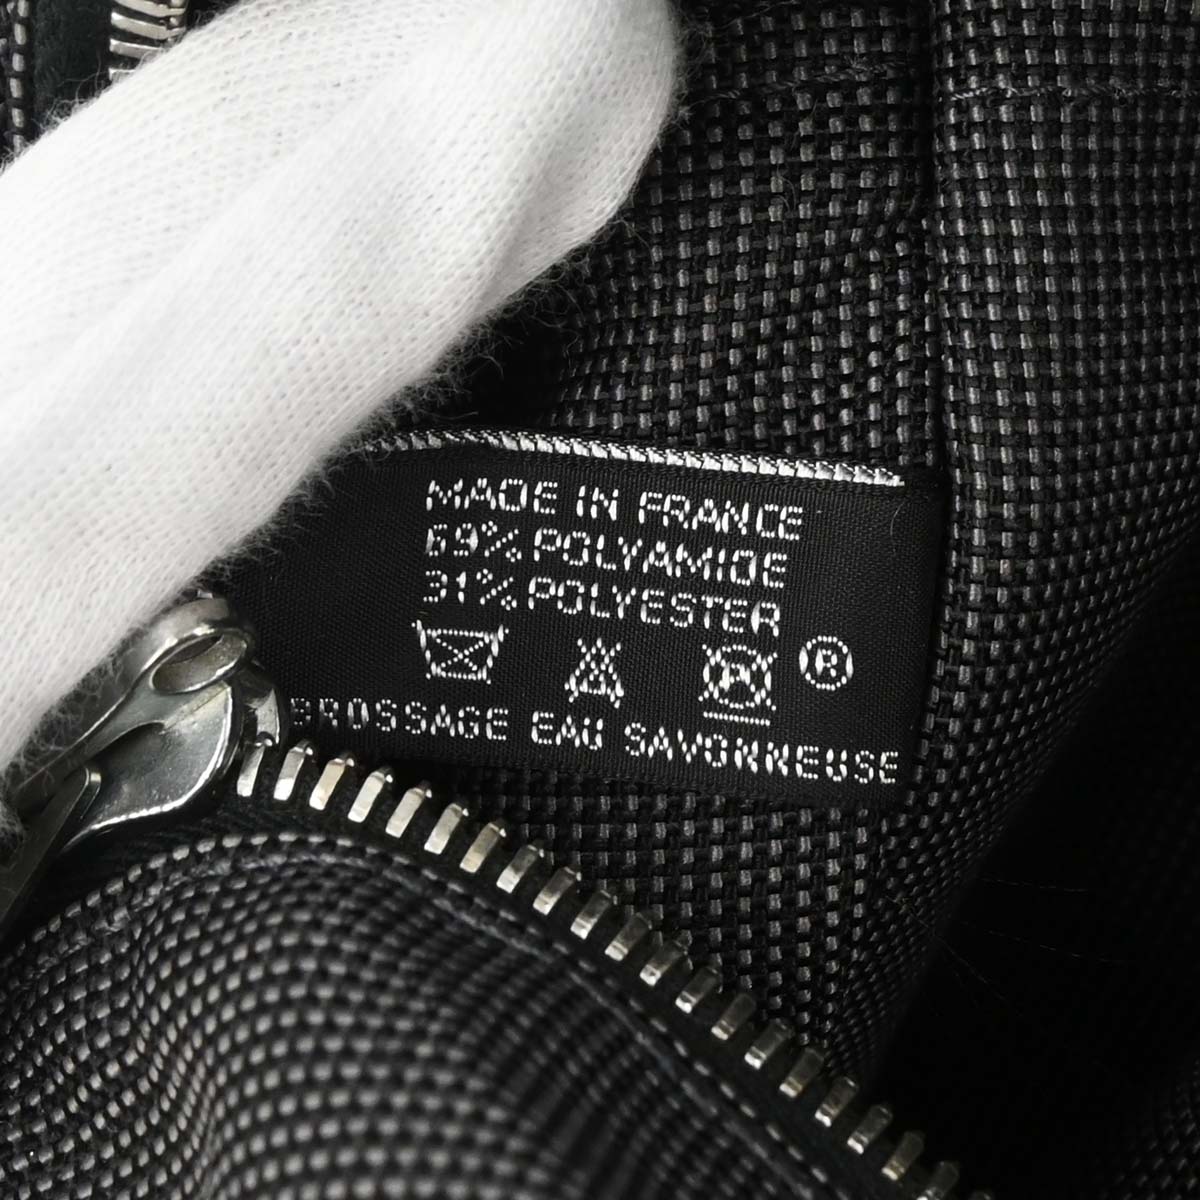 MADE IN FRANCE
69% POLYAMIDE
31% POLYESTER
®
BROSSAGE EAU SAVONNEUSE